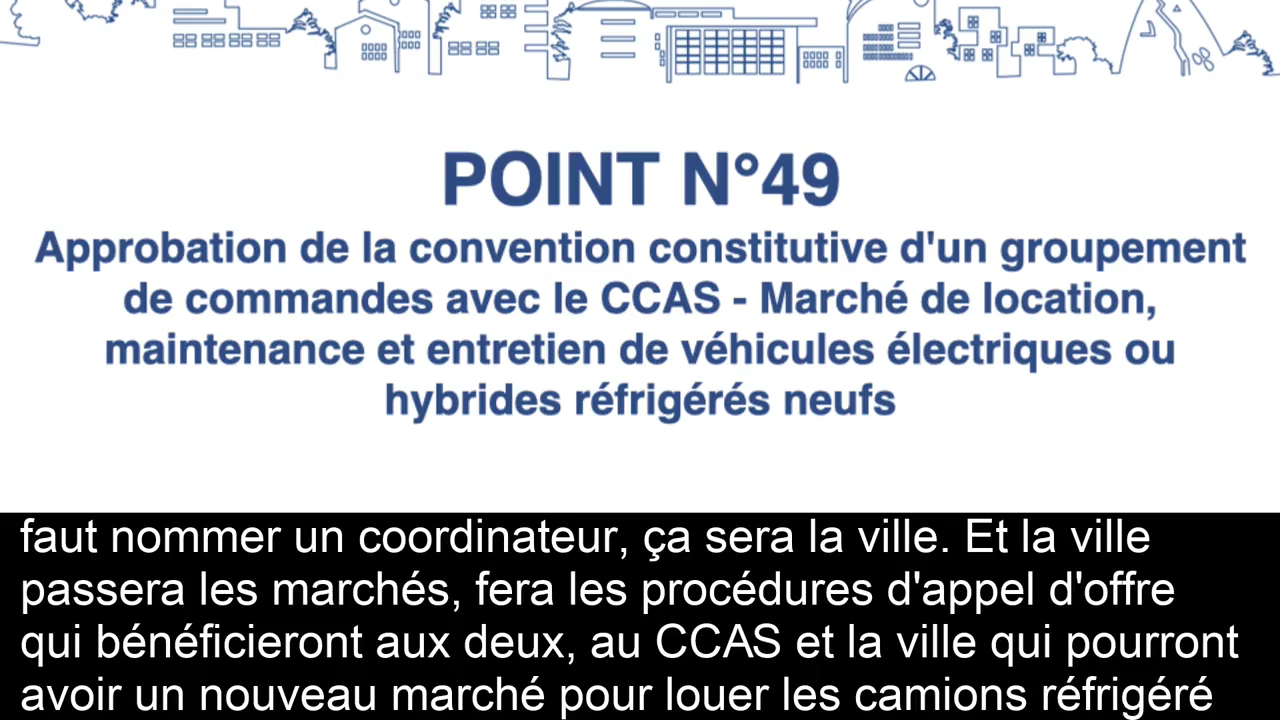 POINT N°49
Approbation de la convention constitutive d'un groupement
de commandes avec le CCAS - Marché de location,
maintenance et entretien de véhicules électriques ou
hybrides réfrigérés neufs
faut nommer un coordinateur, ça sera la ville. Et la ville
passera les marchés, fera les procédures d'appel d'offre
qui bénéficieront aux deux, au CCAS et la ville qui pourront
avoir un nouveau marché pour louer les camions réfrigéré